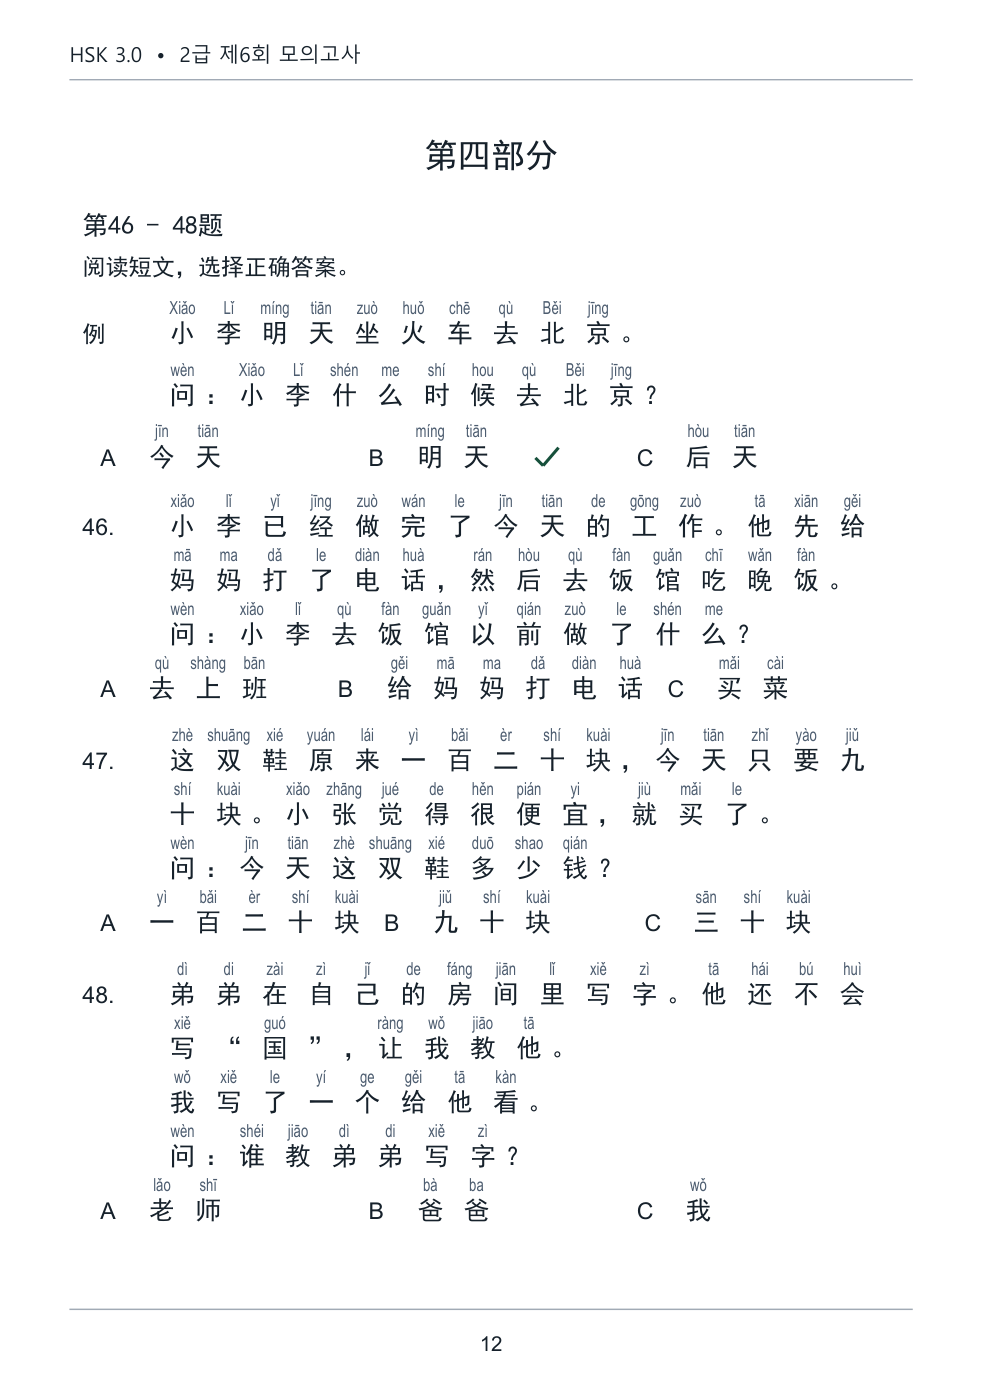 HSK 3.0 • 2급 제6회 모의고사
第四部分
第46 – 48题
阅读短文，选择正确答案。
Xiǎo Lǐ míng tiān zuò huǒ chē qù Běi jīng
例 小李明天坐火车去北京。
wèn Xiǎo Lǐ shén me shí hou qù Běi jīng
问：小李什么时候去北京？
jīn tiān míng tiān hòu tiān
A 今天 B 明天 ✓ C 后天
xiǎo lǐ yǐ jīng zuò wán le jīn tiān de gōng zuò tā xiān gěi
46. 小李已经做完了今天的工作。他先给
mā ma dǎ le diàn huà rán hòu qù fàn guǎn chī wǎn fàn
妈妈打了电话，然后去饭馆吃晚饭。
wèn xiǎo lǐ qù fàn guǎn yǐ qián zuò le shén me
问：小李去饭馆以前做了什么？
qù shàng bān gěi mā ma dǎ diàn huà mǎi cài
A 去上班 B 给妈妈打电话 C 买菜
zhè shuāng xié yuán lái yì bǎi èr shí kuài jīn tiān zhǐ yào jiǔ
47. 这双鞋原来一百二十块，今天只要九
shí kuài xiǎo zhāng jué de hěn pián yi jiù mǎi le
十块。小张觉得很便宜，就买了。
wèn jīn tiān zhè shuāng xié duō shao qián
问：今天这双鞋多少钱？
yì bǎi èr shí kuài jiǔ shí kuài sān shí kuài
A 一百二十块 B 九十块 C 三十块
dì di zài zì jǐ de fáng jiān lǐ xiě zì tā hái bú huì
48. 弟弟在自己的房间里写字。他还不会
xiě guó ràng wǒ jiāo tā
写“国”，让我教他。
wǒ xiě le yí ge gěi tā kàn
我写了一个给他看。
wèn shéi jiāo dì di xiě zì
问：谁教弟弟写字？
lǎo shī bà ba wǒ
A 老师 B 爸爸 C 我
12